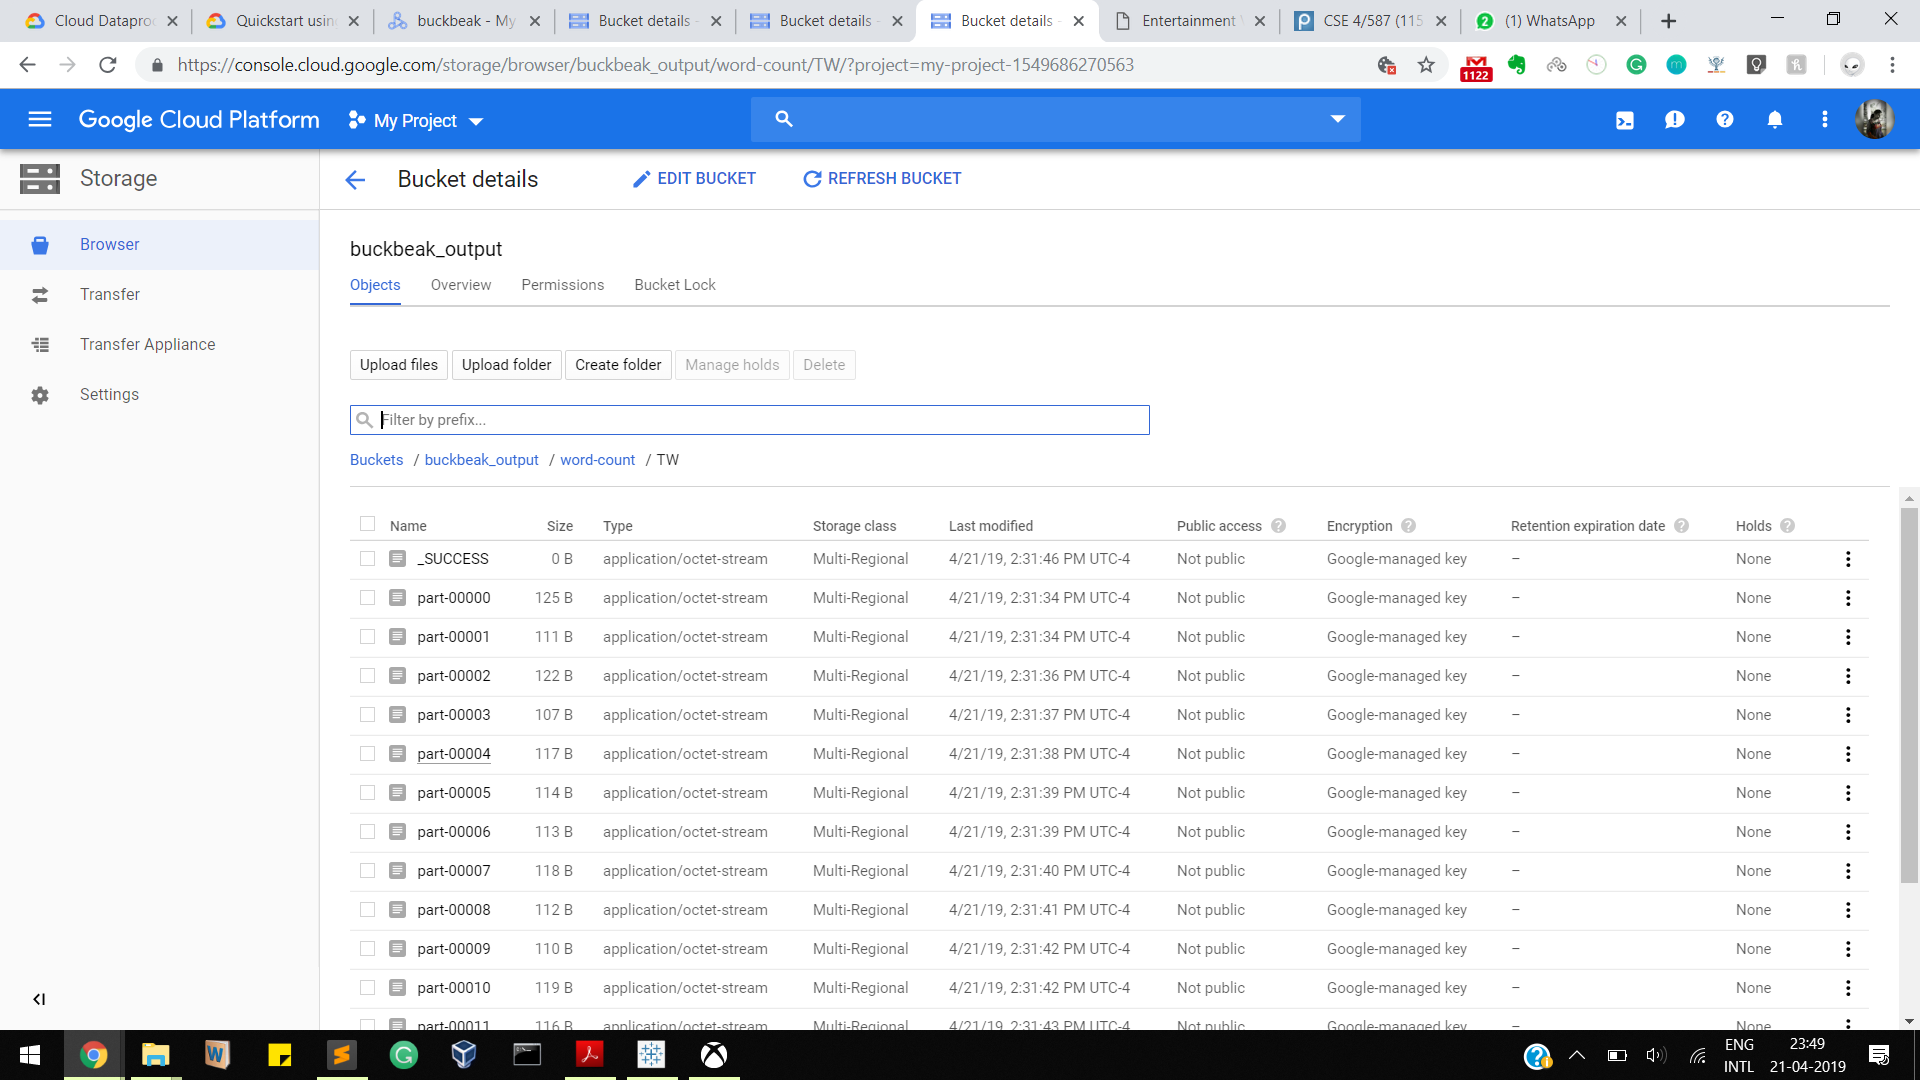 Cloud Dataproc
Quickstart using
buckbeak - My
Bucket details -
Bucket details -
Bucket details -
Entertainment
CSE 4/587 (115
2 (1) WhatsApp
https://console.cloud.google.com/storage/browser/buckbeak_output/word-count/TW/?project=my-project-1549686270563
1122
Google Cloud Platform
My Project
Storage
Bucket details
EDIT BUCKET
REFRESH BUCKET
Browser
Transfer
Transfer Appliance
Settings
buckbeak_output
Objects Overview Permissions Bucket Lock
Upload files Upload folder Create folder Manage holds Delete
Filter by prefix...
Buckets / buckbeak_output / word-count / TW
Name Size Type Storage class Last modified Public access Encryption Retention expiration date Holds
_SUCCESS 0 B application/octet-stream Multi-Regional 4/21/19, 2:31:46 PM UTC-4 Not public Google-managed key – None
part-00000 125 B application/octet-stream Multi-Regional 4/21/19, 2:31:34 PM UTC-4 Not public Google-managed key – None
part-00001 111 B application/octet-stream Multi-Regional 4/21/19, 2:31:34 PM UTC-4 Not public Google-managed key – None
part-00002 122 B application/octet-stream Multi-Regional 4/21/19, 2:31:36 PM UTC-4 Not public Google-managed key – None
part-00003 107 B application/octet-stream Multi-Regional 4/21/19, 2:31:37 PM UTC-4 Not public Google-managed key – None
part-00004 117 B application/octet-stream Multi-Regional 4/21/19, 2:31:38 PM UTC-4 Not public Google-managed key – None
part-00005 114 B application/octet-stream Multi-Regional 4/21/19, 2:31:39 PM UTC-4 Not public Google-managed key – None
part-00006 113 B application/octet-stream Multi-Regional 4/21/19, 2:31:39 PM UTC-4 Not public Google-managed key – None
part-00007 118 B application/octet-stream Multi-Regional 4/21/19, 2:31:40 PM UTC-4 Not public Google-managed key – None
part-00008 112 B application/octet-stream Multi-Regional 4/21/19, 2:31:41 PM UTC-4 Not public Google-managed key – None
part-00009 110 B application/octet-stream Multi-Regional 4/21/19, 2:31:42 PM UTC-4 Not public Google-managed key – None
part-00010 119 B application/octet-stream Multi-Regional 4/21/19, 2:31:42 PM UTC-4 Not public Google-managed key – None
part-00011 116 B application/octet-stream Multi-Regional 4/21/19, 2:31:43 PM UTC-4 Not public Google-managed key – None
ENG
INTL
23:49
21-04-2019